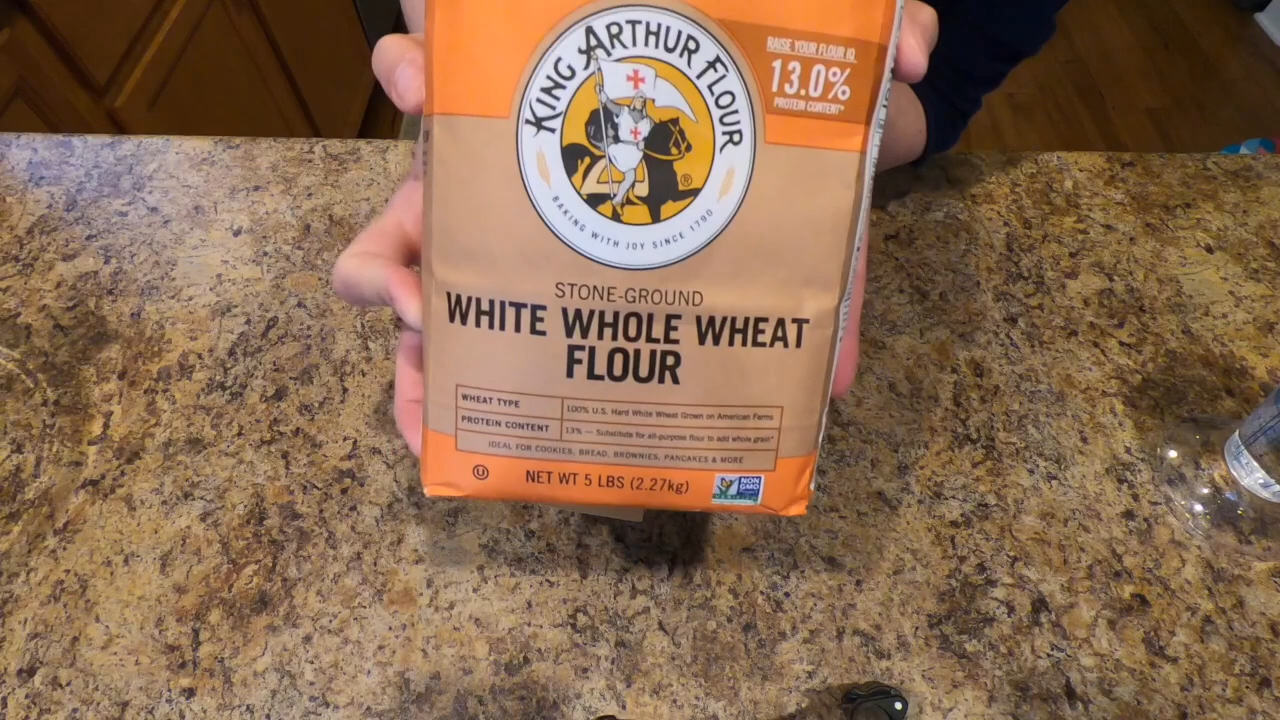 KING ARTHUR FLOUR
BAKING WITH JOY SINCE 1790
®
RAISE YOUR FLOUR IQ
13.0%
PROTEIN CONTENT*
STONE-GROUND
WHITE WHOLE WHEAT
FLOUR
WHEAT TYPE 100% U.S. Hard White Wheat Grown on American Farms
PROTEIN CONTENT 13% — Substitute for all-purpose flour to add whole grain*
IDEAL FOR COOKIES, BREAD, BROWNIES, PANCAKES & MORE
U NET WT 5 LBS (2.27kg)
NON
GMO